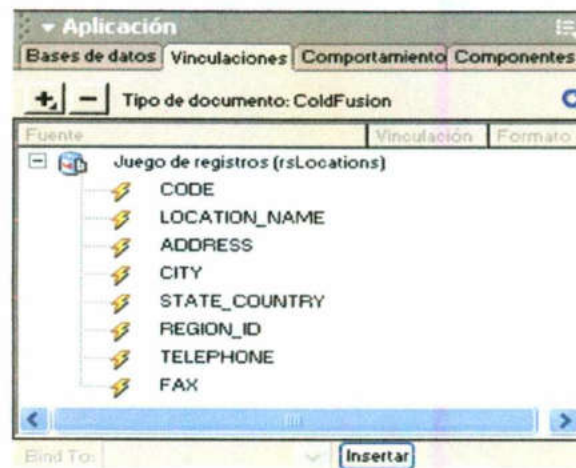 Aplicación
Bases de datos Vinculaciones Comportamiento Componentes
Tipo de documento: ColdFusion
Fuente Vinculación Formato
Juego de registros (rsLocations)
CODE
LOCATION_NAME
ADDRESS
CITY
STATE_COUNTRY
REGION_ID
TELEPHONE
FAX
Bind To: Insertar